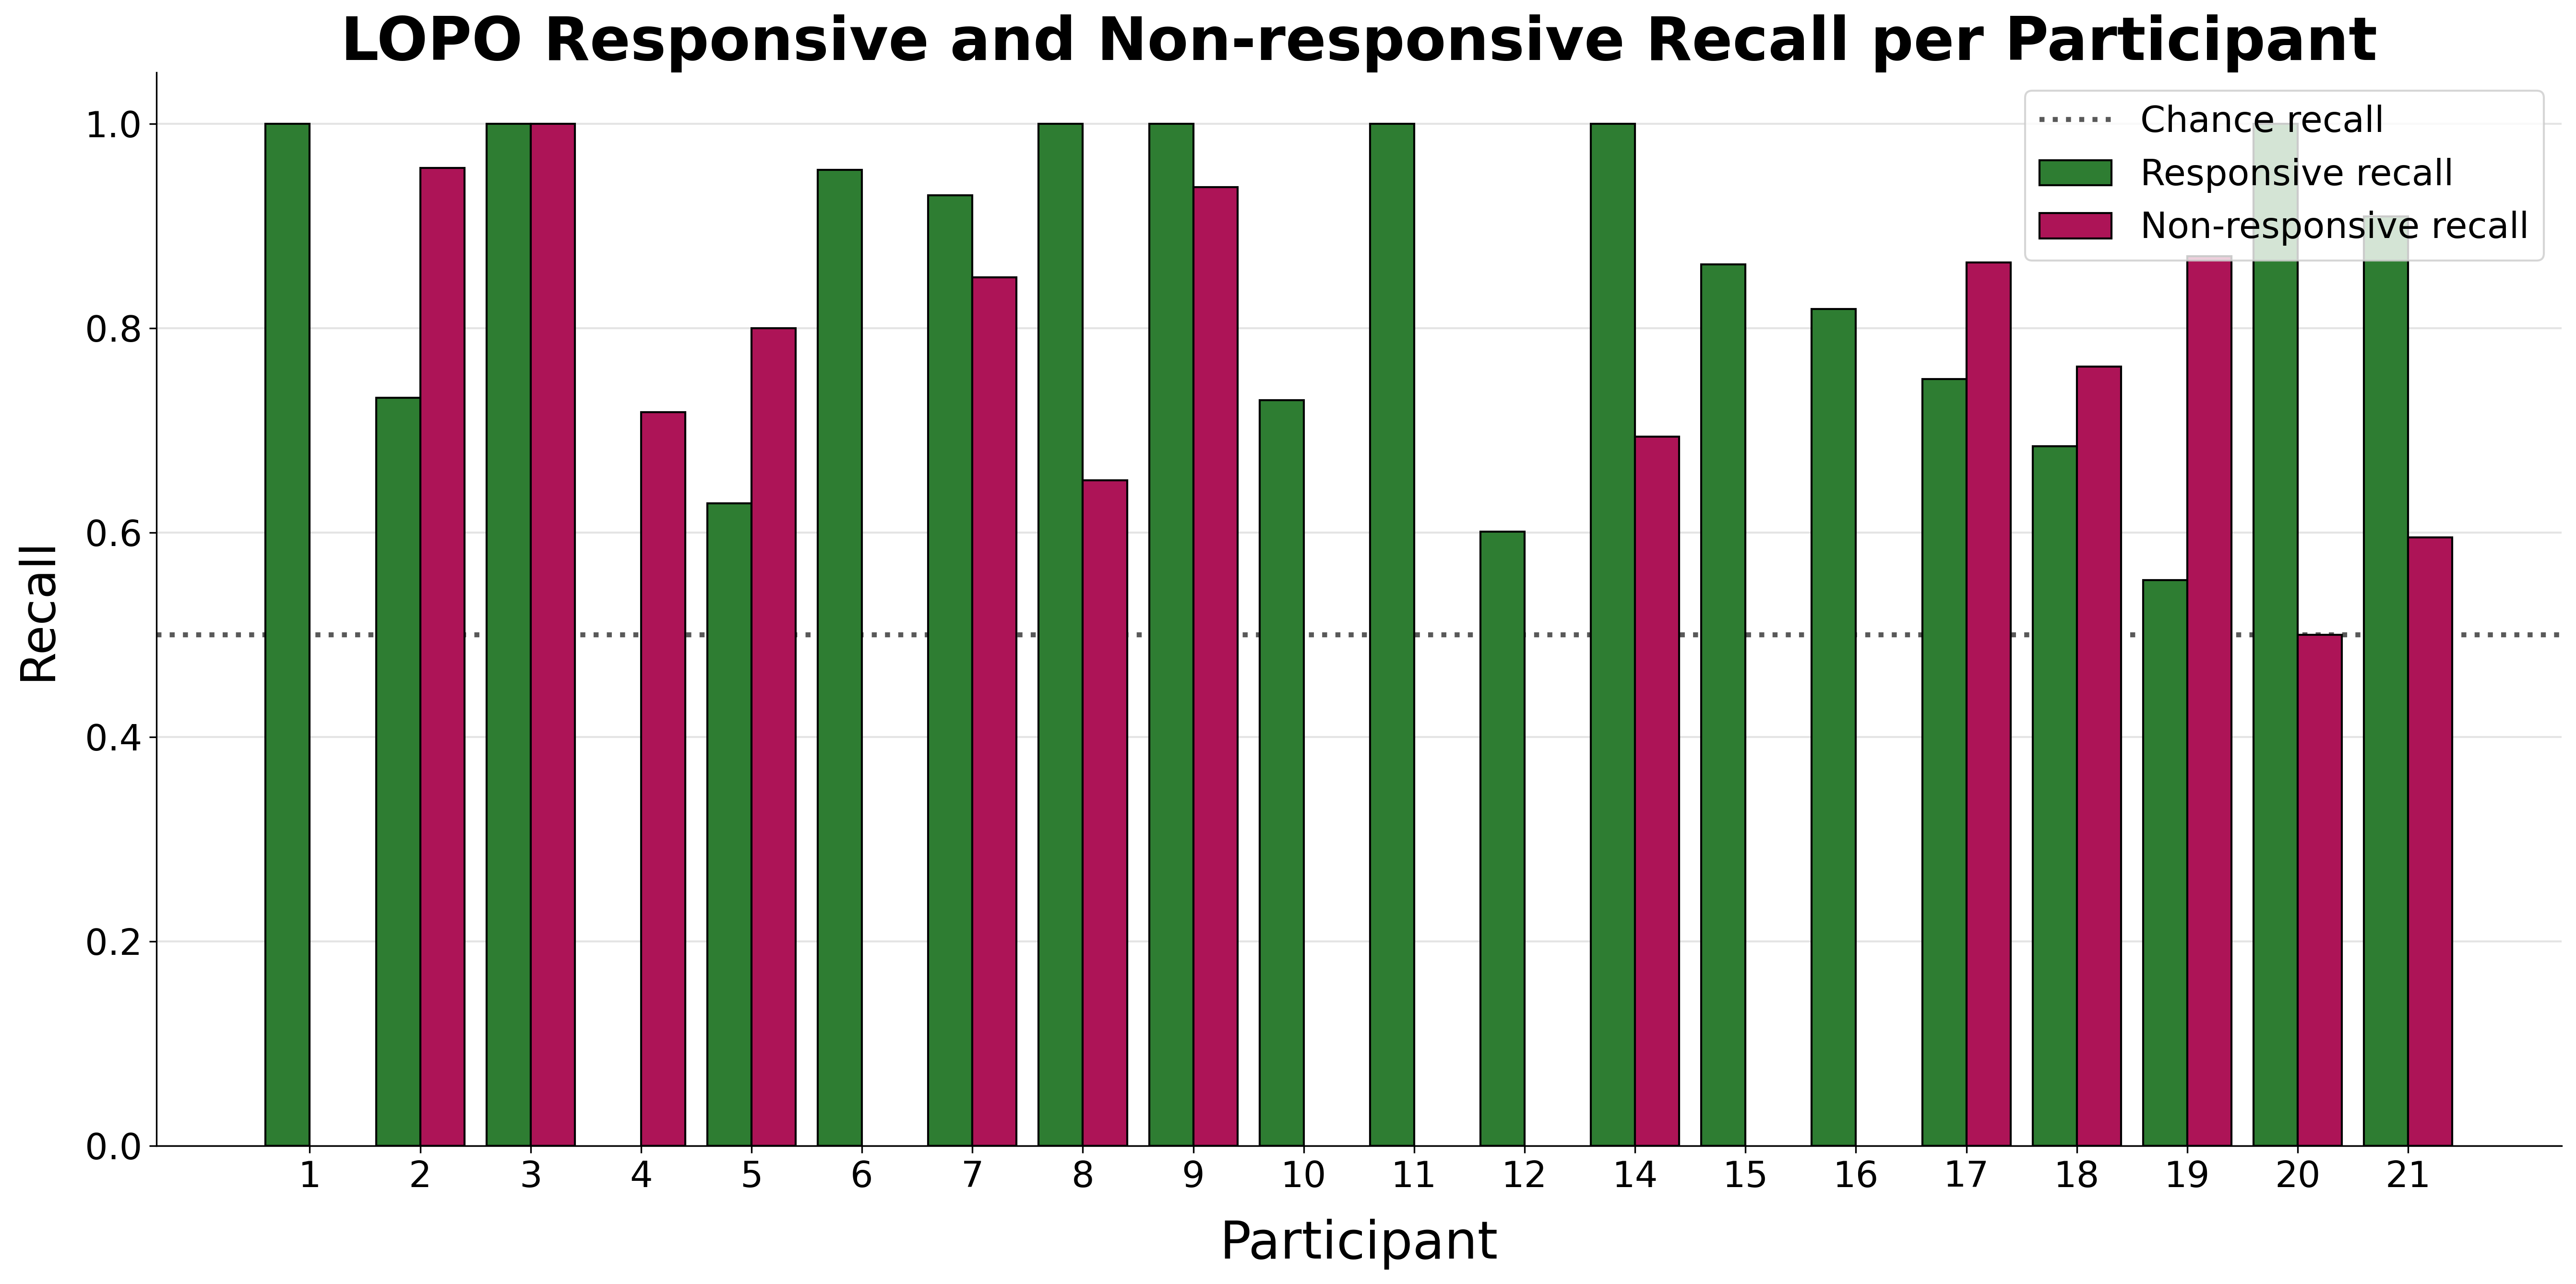 LOPO Responsive and Non-responsive Recall per Participant
Chance recall
Responsive recall
Non-responsive recall
Recall
1.0
0.8
0.6
0.4
0.2
0.0
1 2 3 4 5 6 7 8 9 10 11 12 14 15 16 17 18 19 20 21
Participant